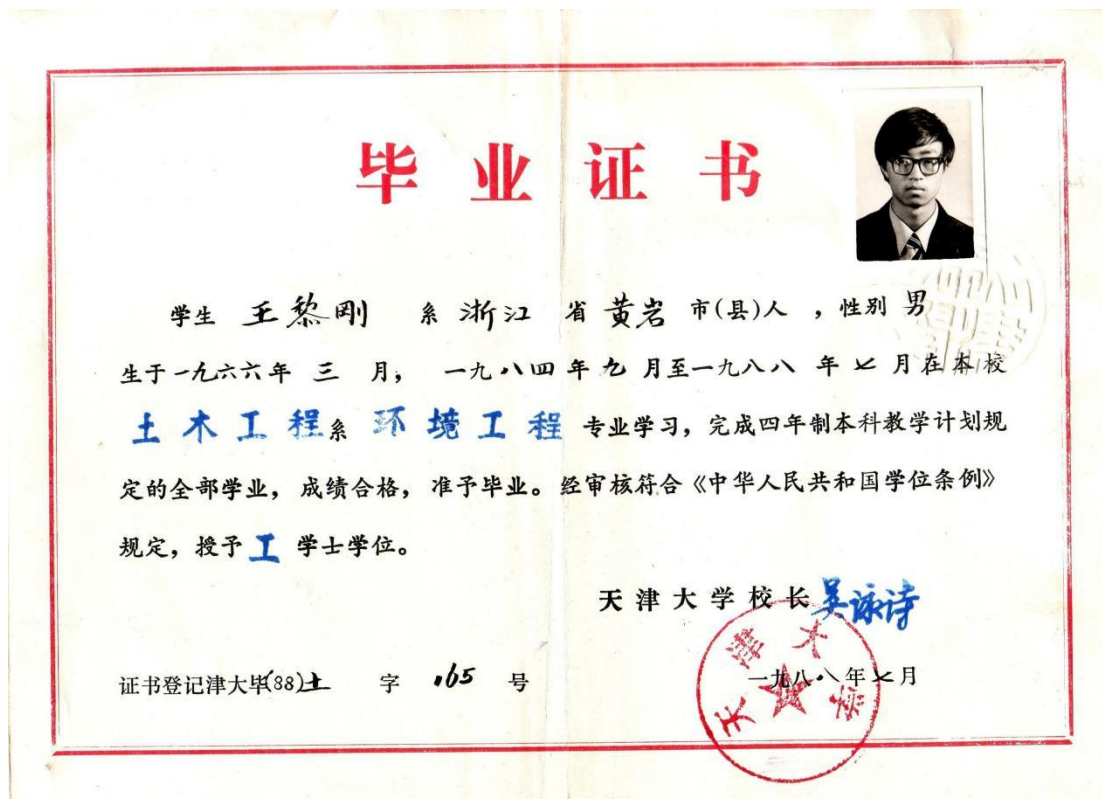 毕业证书
学生 王黎刚 系 浙江 省 黄岩 市(县)人 ,性别 男
生于一九六六年 三 月, 一九八四年九月至一九八八年七月在本校
土木工程系 环境工程 专业学习,完成四年制本科教学计划规
定的全部学业,成绩合格,准予毕业。经审核符合《中华人民共和国学位条例》
规定,授予 工 学士学位。
天津大学校长 吴咏诗
天津大学
证书登记津大毕(88)土 字 165 号
一九八八年七月